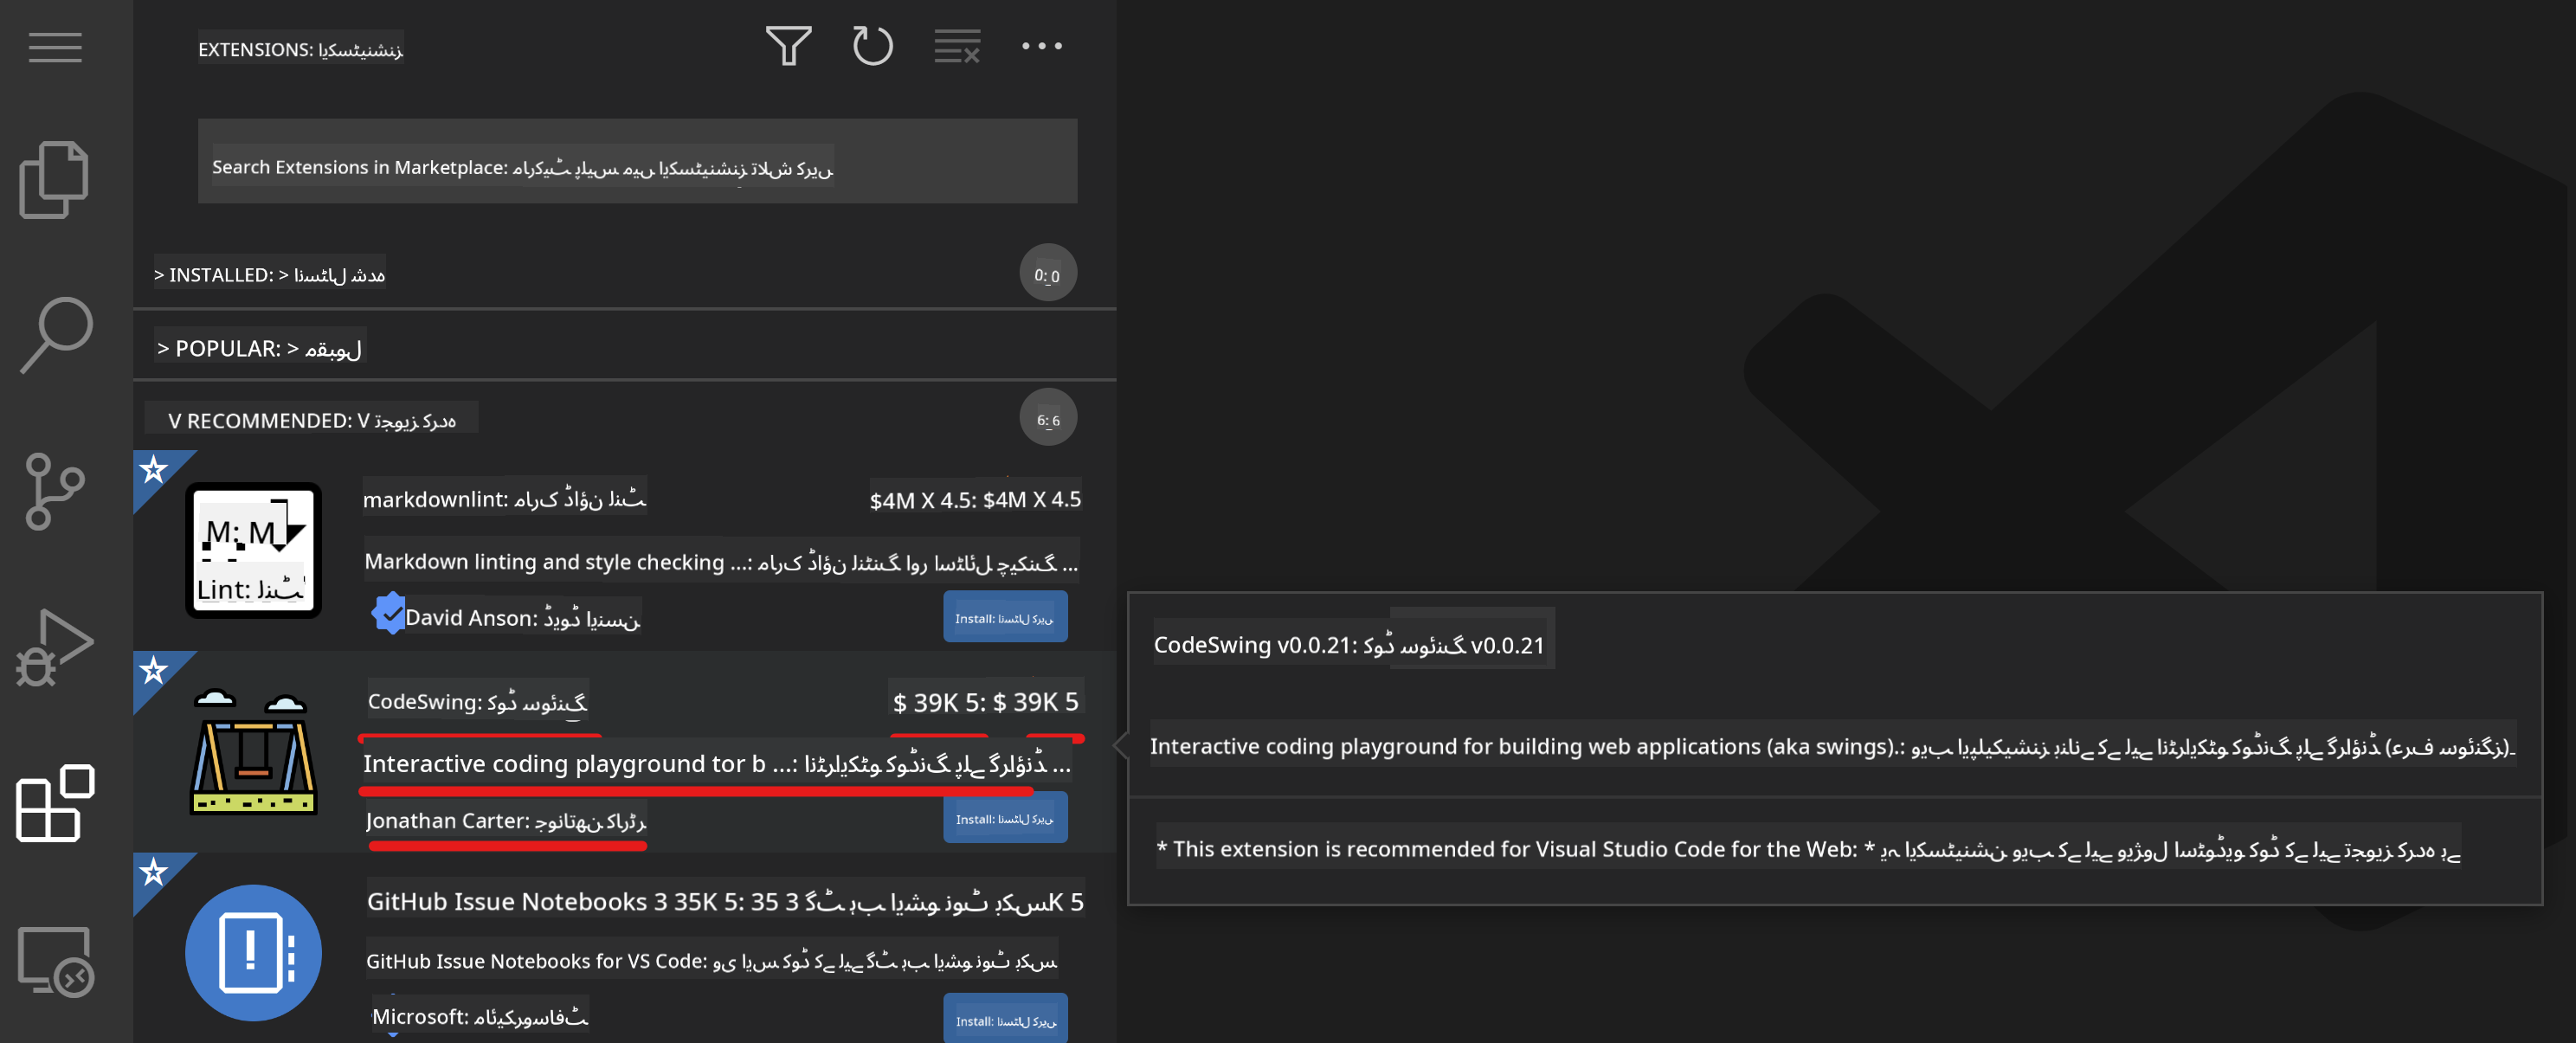 EXTENSIONS: ایکسٹینشنز
Search Extensions in Marketplace: مارکیٹ پلیس میں ایکسٹینشنز تلاش کریں
> INSTALLED: > انسٹال شدہ
0: 0
> POPULAR: > مقبول
V RECOMMENDED: V تجویز کردہ
6: 6
markdownlint: مارک ڈاؤن لنٹ
$4M X 4.5: $4M X 4.5
M: M
Lint: لنٹ
Markdown linting and style checking ...: مارک ڈاؤن لنٹنگ اور اسٹائل چیکنگ ...
David Anson: ڈیوڈ اینسن
Install: انسٹال کریں
CodeSwing: کوڈ سوئنگ
$ 39K 5: $ 39K 5
Interactive coding playground tor b ...: انٹرایکٹو کوڈنگ پلے گراؤنڈ ...
Jonathan Carter: جوناتھن کارٹر
Install: انسٹال کریں
GitHub Issue Notebooks 3 35K 5: گٹ ہب ایشو نوٹ بکس 3 35K 5
GitHub Issue Notebooks for VS Code: وی ایس کوڈ کے لیے گٹ ہب ایشو نوٹ بکس
Microsoft: مائیکروسافٹ
Install: انسٹال کریں
CodeSwing v0.0.21: کوڈ سوئنگ v0.0.21
Interactive coding playground for building web applications (aka swings).: ویب ایپلیکیشنز بنانے کے لیے انٹرایکٹو کوڈنگ پلے گراؤنڈ (عرف سوئنگز)۔
* This extension is recommended for Visual Studio Code for the Web: * یہ ایکسٹینشن ویب کے لیے ویژول اسٹوڈیو کوڈ کے لیے تجویز کردہ ہے